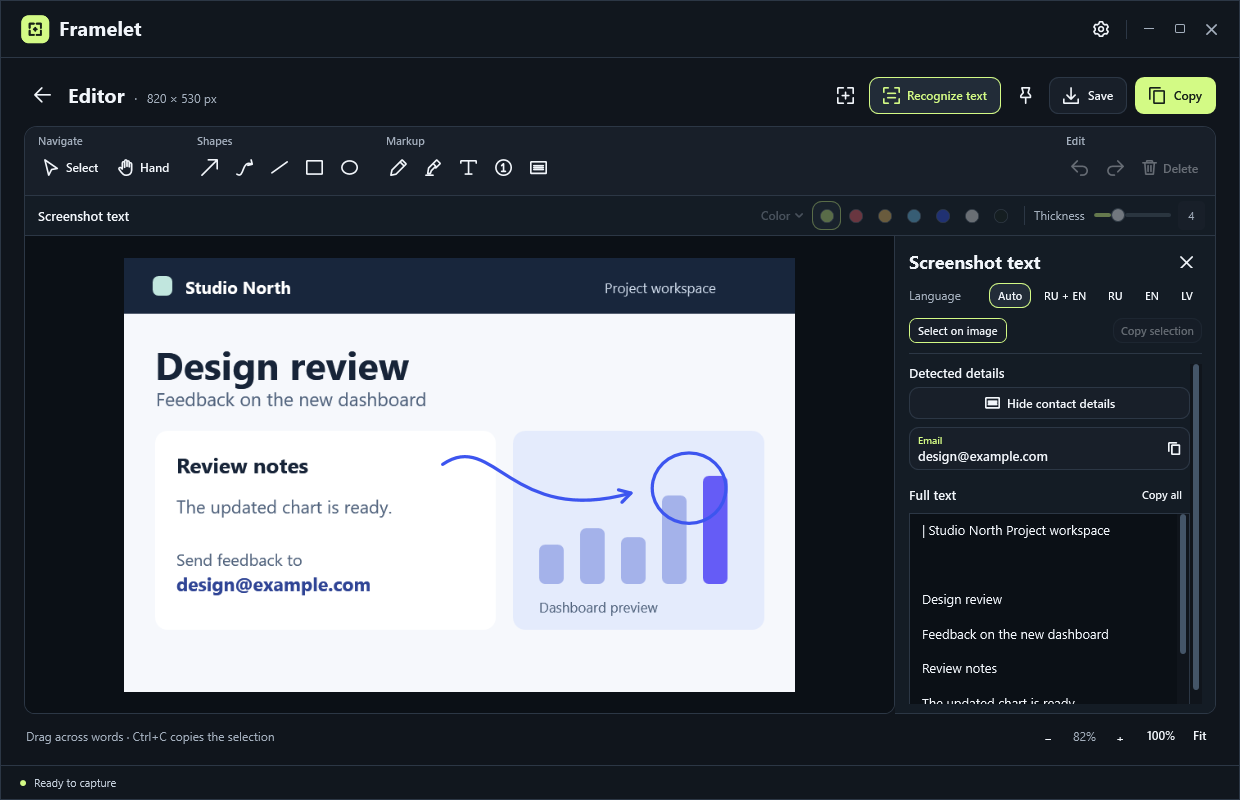 Framelet
Editor · 820 × 530 px
Recognize text
Save
Copy
Navigate
Shapes
Markup
Edit
Select
Hand
Delete
Screenshot text
Color
Thickness
4
Studio North
Project workspace
Design review
Feedback on the new dashboard
Review notes
The updated chart is ready.
Send feedback to
design@example.com
Dashboard preview
Screenshot text
Language
Auto
RU + EN
RU
EN
LV
Select on image
Copy selection
Detected details
Hide contact details
Email
design@example.com
Full text
Copy all
| Studio North Project workspace
Design review
Feedback on the new dashboard
Review notes
The updated chart is ready.
Drag across words · Ctrl+C copies the selection
– 82% + 100% Fit
Ready to capture